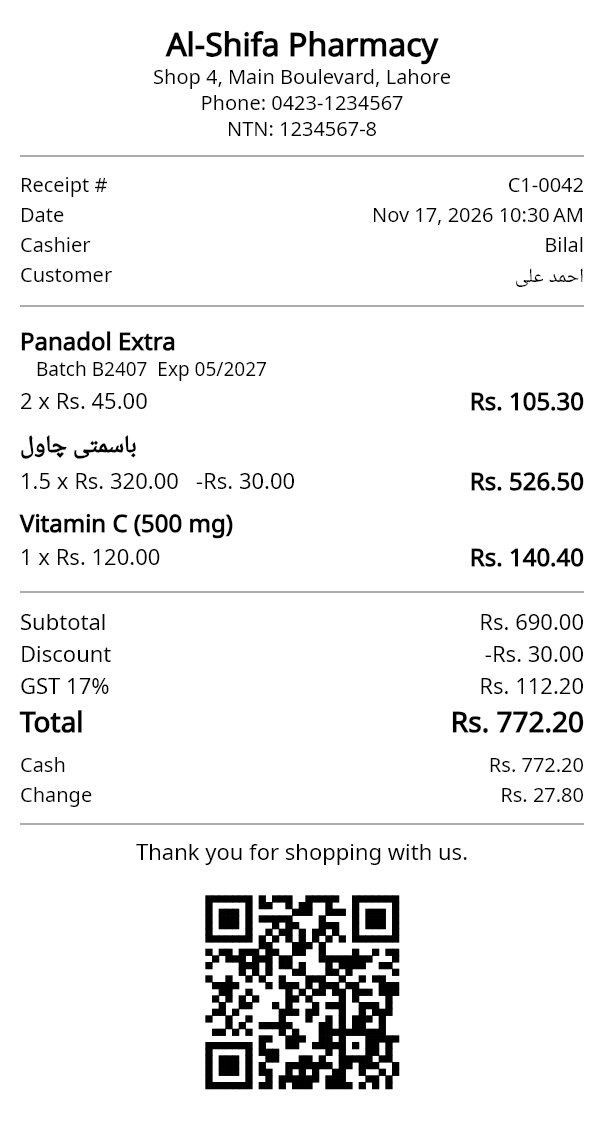 Al-Shifa Pharmacy
Shop 4, Main Boulevard, Lahore
Phone: 0423-1234567
NTN: 1234567-8
Receipt # C1-0042
Date Nov 17, 2026 10:30 AM
Cashier Bilal
Customer احمد علی
Panadol Extra
Batch B2407 Exp 05/2027
2 x Rs. 45.00 Rs. 105.30
باسمتی چاول
1.5 x Rs. 320.00 -Rs. 30.00 Rs. 526.50
Vitamin C (500 mg)
1 x Rs. 120.00 Rs. 140.40
Subtotal Rs. 690.00
Discount -Rs. 30.00
GST 17% Rs. 112.20
Total Rs. 772.20
Cash Rs. 772.20
Change Rs. 27.80
Thank you for shopping with us.